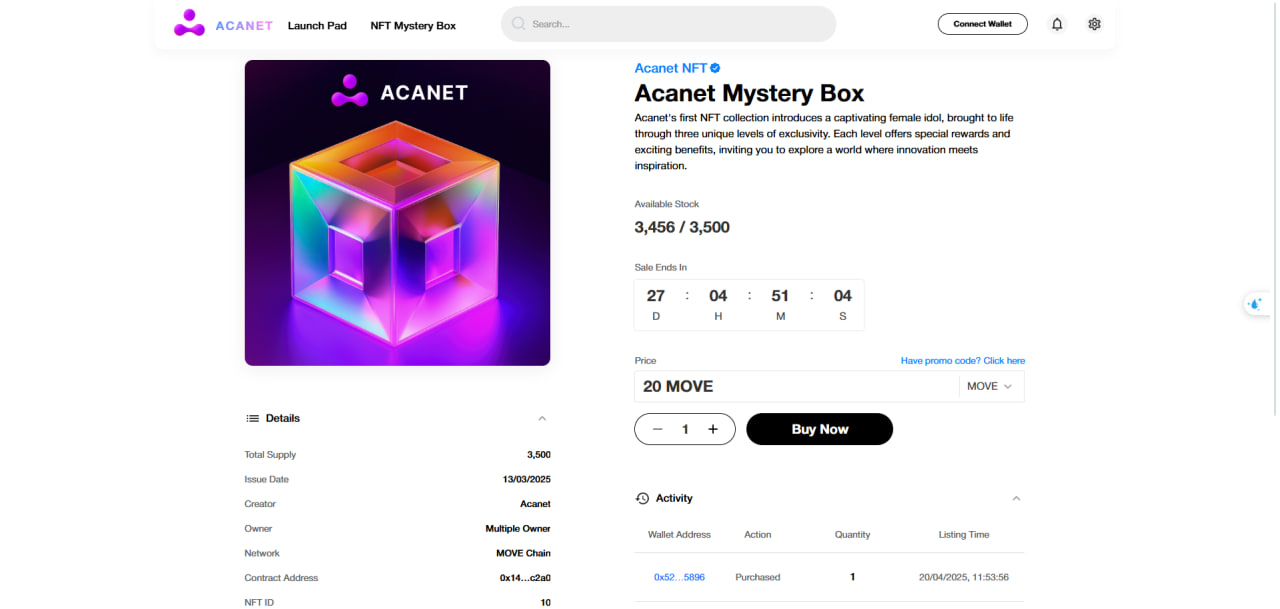 ACANET Launch Pad NFT Mystery Box Search... Connect Wallet
ACANET
Acanet NFT
Acanet Mystery Box
Acanet's first NFT collection introduces a captivating female idol, brought to life
through three unique levels of exclusivity. Each level offers special rewards and
exciting benefits, inviting you to explore a world where innovation meets
inspiration.
Available Stock
3,456 / 3,500
Sale Ends In
27 : 04 : 51 : 04
D H M S
Price Have promo code? Click here
20 MOVE MOVE
1 Buy Now
Details
Total Supply 3,500
Issue Date 13/03/2025
Creator Acanet
Owner Multiple Owner
Network MOVE Chain
Contract Address 0x14...c2a0
NFT ID 10
Activity
Wallet Address Action Quantity Listing Time
0x52...5896 Purchased 1 20/04/2025, 11:53:56